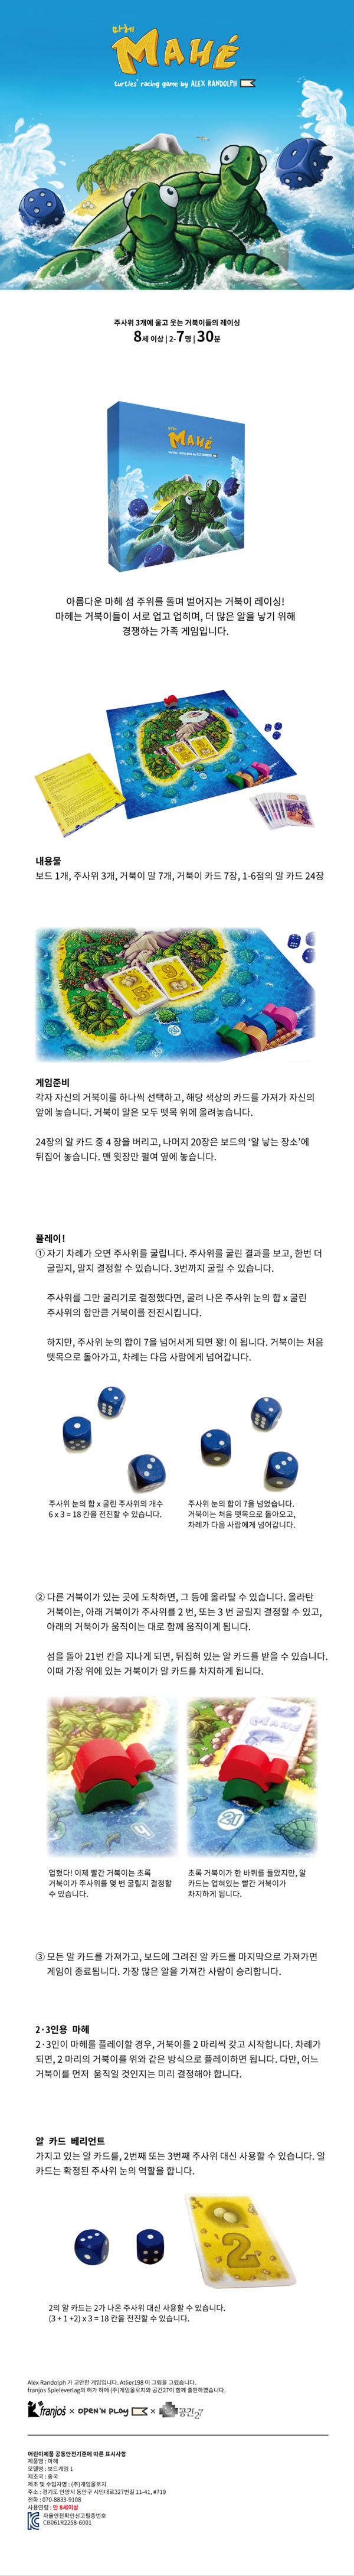 마헤
MAHÉ
turtles' racing game by ALEX RANDOLPH
주사위 3개에 울고 웃는 거북이들의 레이싱
8세 이상 | 2-7명 | 30분
마헤
MAHÉ
아름다운 마헤 섬 주위를 돌며 벌어지는 거북이 레이싱!
마헤는 거북이들이 서로 업고 업히며, 더 많은 알을 낳기 위해
경쟁하는 가족 게임입니다.
내용물
보드 1개, 주사위 3개, 거북이 말 7개, 거북이 카드 7장, 1-6점의 알 카드 24장
게임준비
각자 자신의 거북이를 하나씩 선택하고, 해당 색상의 카드를 가져가 자신의
앞에 놓습니다. 거북이 말은 모두 뗏목 위에 올려놓습니다.
24장의 알 카드 중 4 장을 버리고, 나머지 20장은 보드의 '알 낳는 장소'에
뒤집어 놓습니다. 맨 윗장만 펼여 옆에 놓습니다.
플레이!
① 자기 차례가 오면 주사위를 굴립니다. 주사위를 굴린 결과를 보고, 한번 더
굴릴지, 말지 결정할 수 있습니다. 3번까지 굴릴 수 있습니다.
주사위를 그만 굴리기로 결정했다면, 굴려 나온 주사위 눈의 합 x 굴린
주사위의 합만큼 거북이를 전진시킵니다.
하지만, 주사위 눈의 합이 7을 넘어서게 되면 꽝! 이 됩니다. 거북이는 처음
뗏목으로 돌아가고, 차례는 다음 사람에게 넘어갑니다.
주사위 눈의 합 x 굴린 주사위의 개수
6 x 3 = 18 칸을 전진할 수 있습니다.
주사위 눈의 합이 7을 넘었습니다.
거북이는 처음 뗏목으로 돌아오고,
차례가 다음 사람에게 넘어갑니다.
② 다른 거북이가 있는 곳에 도착하면, 그 등에 올라탈 수 있습니다. 올라탄
거북이는, 아래 거북이가 주사위를 2 번, 또는 3 번 굴릴지 결정할 수 있고,
아래의 거북이가 움직이는 대로 함께 움직이게 됩니다.
섬을 돌아 21번 칸을 지나게 되면, 뒤집혀 있는 알 카드를 받을 수 있습니다.
이때 가장 위에 있는 거북이가 알 카드를 차지하게 됩니다.
21
업혔다! 이제 빨간 거북이는 초록
거북이가 주사위를 몇 번 굴릴지 결정할
수 있습니다.
초록 거북이가 한 바퀴를 돌았지만, 알
카드는 업혀있는 빨간 거북이가
차지하게 됩니다.
③ 모든 알 카드를 가져가고, 보드에 그려진 알 카드를 마지막으로 가져가면
게임이 종료됩니다. 가장 많은 알을 가져간 사람이 승리합니다.
2·3인용 마헤
2·3인이 마헤를 플레이할 경우, 거북이를 2 마리씩 갖고 시작합니다. 차례가
되면, 2 마리의 거북이를 위와 같은 방식으로 플레이하면 됩니다. 다만, 어느
거북이를 먼저 움직일 것인지는 미리 결정해야 합니다.
알 카드 베리언트
가지고 있는 알 카드를, 2번째 또는 3번째 주사위 대신 사용할 수 있습니다. 알
카드는 확정된 주사위 눈의 역할을 합니다.
2
2의 알 카드는 2가 나온 주사위 대신 사용할 수 있습니다.
(3 + 1 +2) x 3 = 18 칸을 전진할 수 있습니다.
Alex Randolph 가 고안한 게임입니다. Atlier198 이 그림을 그렸습니다.
franjos Spieleverlag의 허가 하에 (주)게임올로지와 공간27이 함께 출판하였습니다.
franjos x OPEN'N PLAY x 공간27
어린이제품 공동안전기준에 따른 표시사항
제품명 : 마헤
모델명 : 보드게임 1
제조국 : 중국
제조 및 수입자명 : (주)게임올로지
주소 : 경기도 안양시 동안구 시민대로327번길 11-41, #719
전화 : 070-8833-9108
사용연령 : 만 8세이상
자율안전확인신고필증번호
CB061R2258-6001